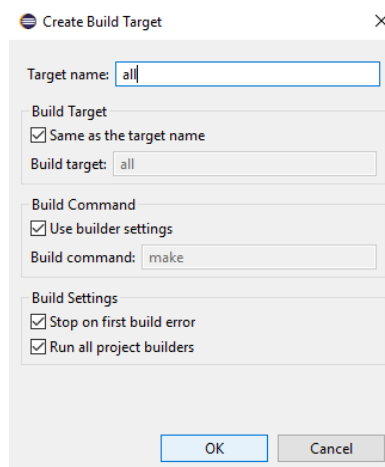 Create Build Target
Target name: all
Build Target
Same as the target name
Build target: all
Build Command
Use builder settings
Build command: make
Build Settings
Stop on first build error
Run all project builders
OK Cancel